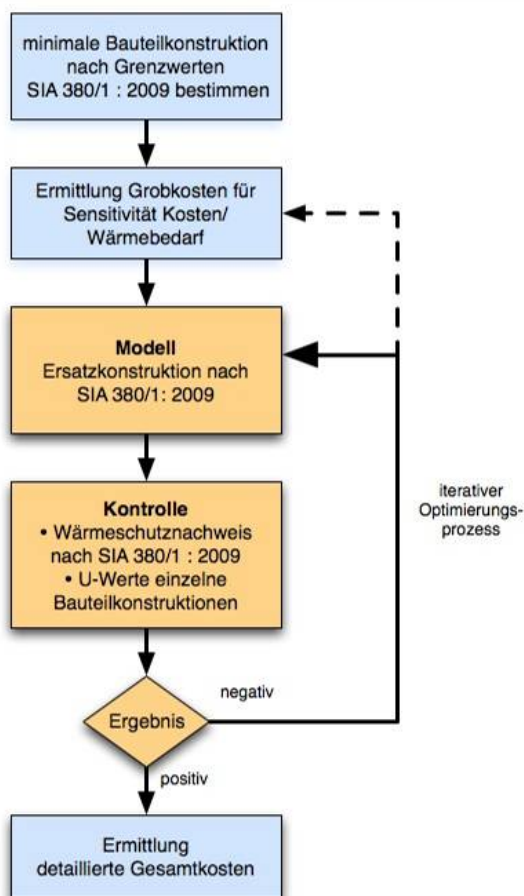 minimale Bauteilkonstruktion
nach Grenzwerten
SIA 380/1 : 2009 bestimmen
Ermittlung Grobkosten für
Sensitivität Kosten/
Wärmebedarf
Modell
Ersatzkonstruktion nach
SIA 380/1: 2009
Kontrolle
• Wärmeschutznachweis
nach SIA 380/1 : 2009
• U-Werte einzelne
Bauteilkonstruktionen
iterativer
Optimierungs-
prozess
Ergebnis
negativ
positiv
Ermittlung
detaillierte Gesamtkosten